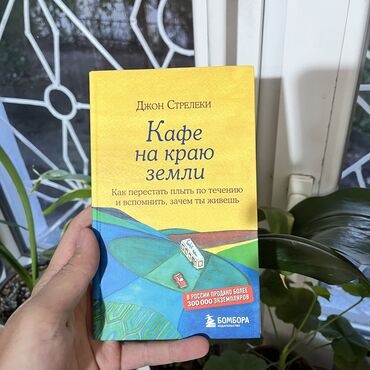 Джон Стрелеки
Кафе
на краю
земли
Как перестать плыть по течению
и вспомнить, зачем ты живешь
В РОССИИ ПРОДАНО БОЛЕЕ
300 000 ЭКЗЕМПЛЯРОВ
БОМБОРА
ИЗДАТЕЛЬСТВО